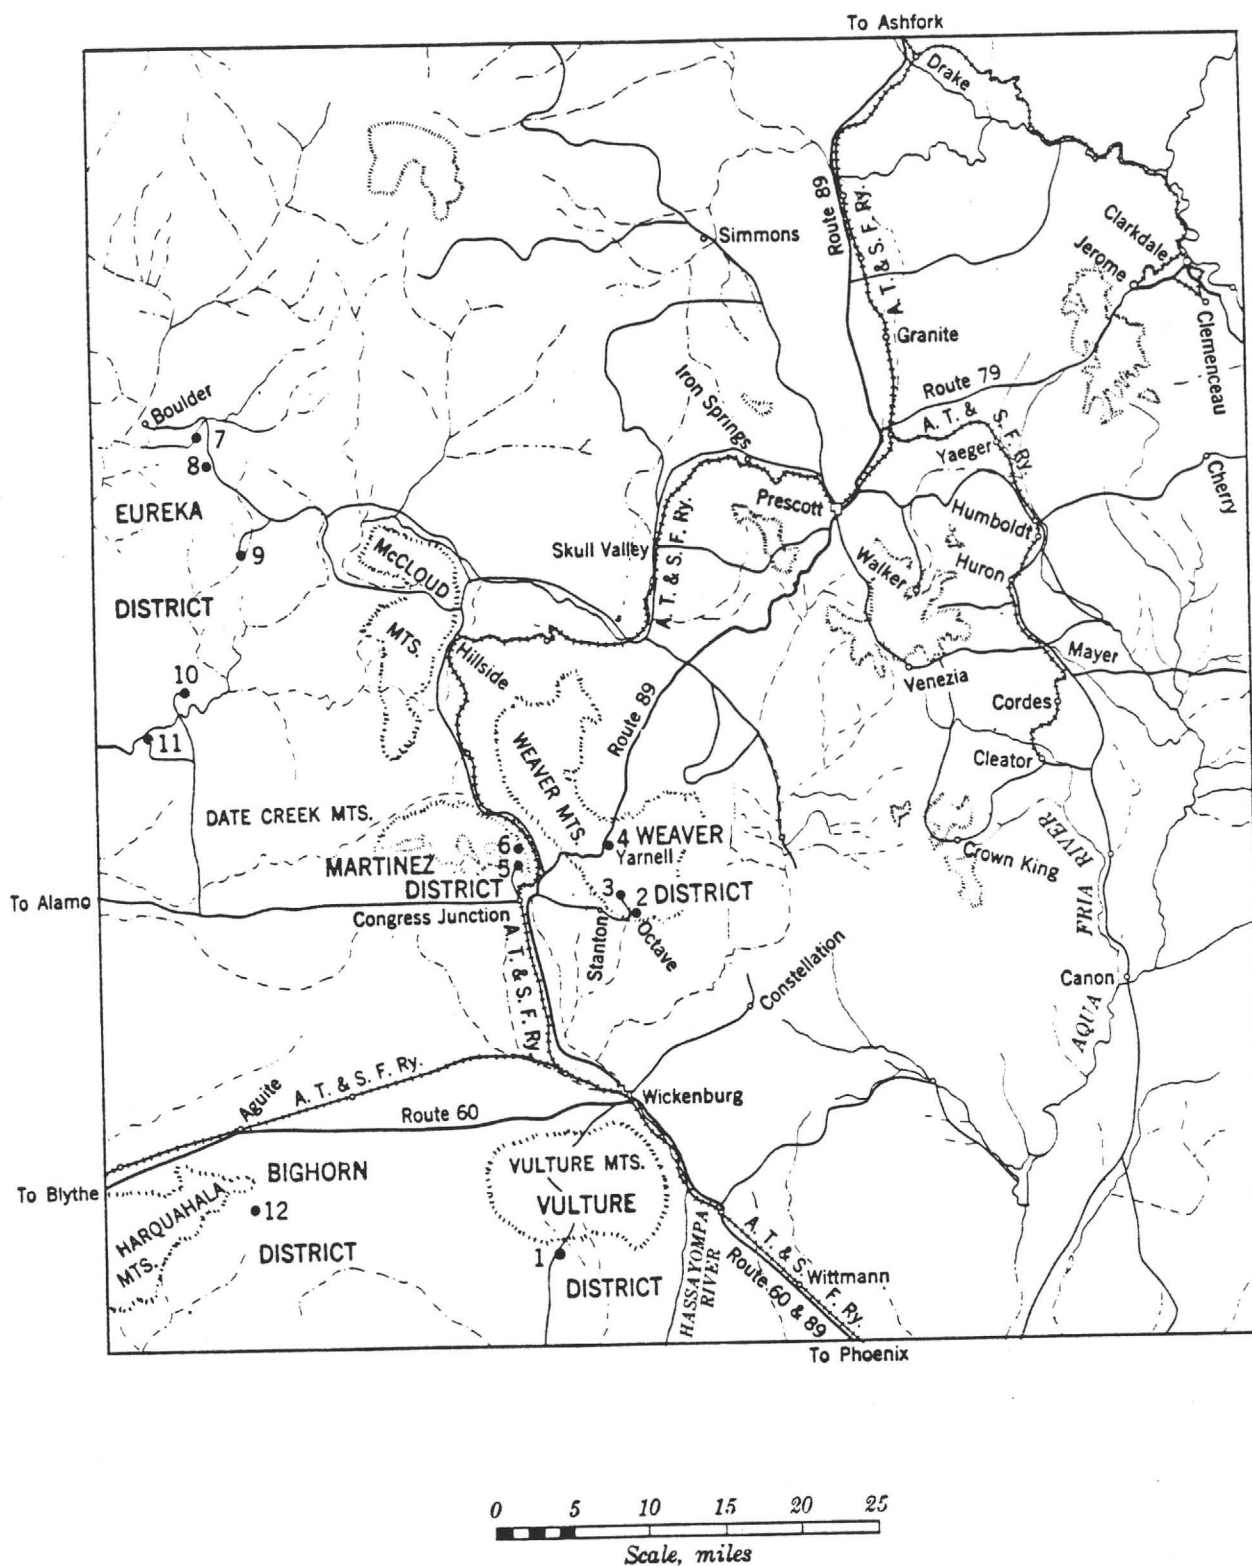 To Ashfork
Drake
Route 89
A. T. & S. F. Ry.
Simmons
Clarkdale
Jerome
Clemenceau
Granite
Iron Springs
Route 79
A. T. & S. F. Ry.
Boulder
7
8
Yaeger
Cherry
EUREKA
Prescott
Humboldt
9
McCLOUD
Skull Valley
A. T. & S. F. Ry.
Walker
Huron
DISTRICT
MTS.
Hillside
Mayer
10
Venezia
Cordes
11
WEAVER MTS.
Route 89
Cleator
DATE CREEK MTS.
6
4 WEAVER
Yarnell
Crown King
MARTINEZ
5
DISTRICT
3
2 DISTRICT
To Alamo
Congress Junction
Stanton
Octave
AQUA FRIA RIVER
A. T. & S. F. Ry.
Constellation
Canon
Aguite
A. T. & S. F. Ry.
Route 60
Wickenburg
To Blythe
BIGHORN
VULTURE MTS.
HARQUAHALA
MTS.
12
VULTURE
DISTRICT
1
DISTRICT
HASSAYOMPA
RIVER
A. T. & S. F. Ry.
Wittmann
Route 60 & 89
To Phoenix
0 5 10 15 20 25
Scale, miles